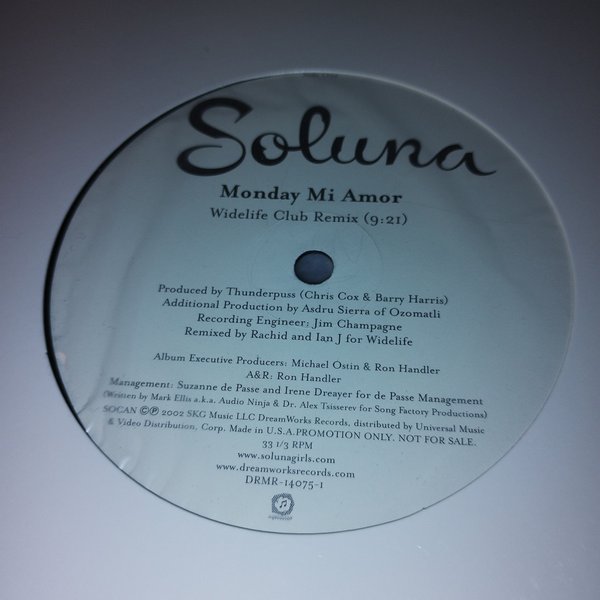 Soluna
Monday Mi Amor
Widelife Club Remix (9:21)
Produced by Thunderpuss (Chris Cox & Barry Harris)
Additional Production by Asdru Sierra of Ozomatli
Recording Engineer: Jim Champagne
Remixed by Rachid and Ian J for Widelife
Album Executive Producers: Michael Ostin & Ron Handler
A&R: Ron Handler
Management: Suzanne de Passe and Irene Dreayer for de Passe Management
(Written by Mark Ellis a.k.a. Audio Ninja & Dr. Alex Tsisserev for Song Factory Productions)
SOCAN ©℗ 2002 SKG Music LLC DreamWorks Records, distributed by Universal Music
& Video Distribution, Corp. Made in U.S.A.PROMOTION ONLY. NOT FOR SALE.
33 1/3 RPM
www.solunagirls.com
www.dreamworksrecords.com
DRMR-14075-1